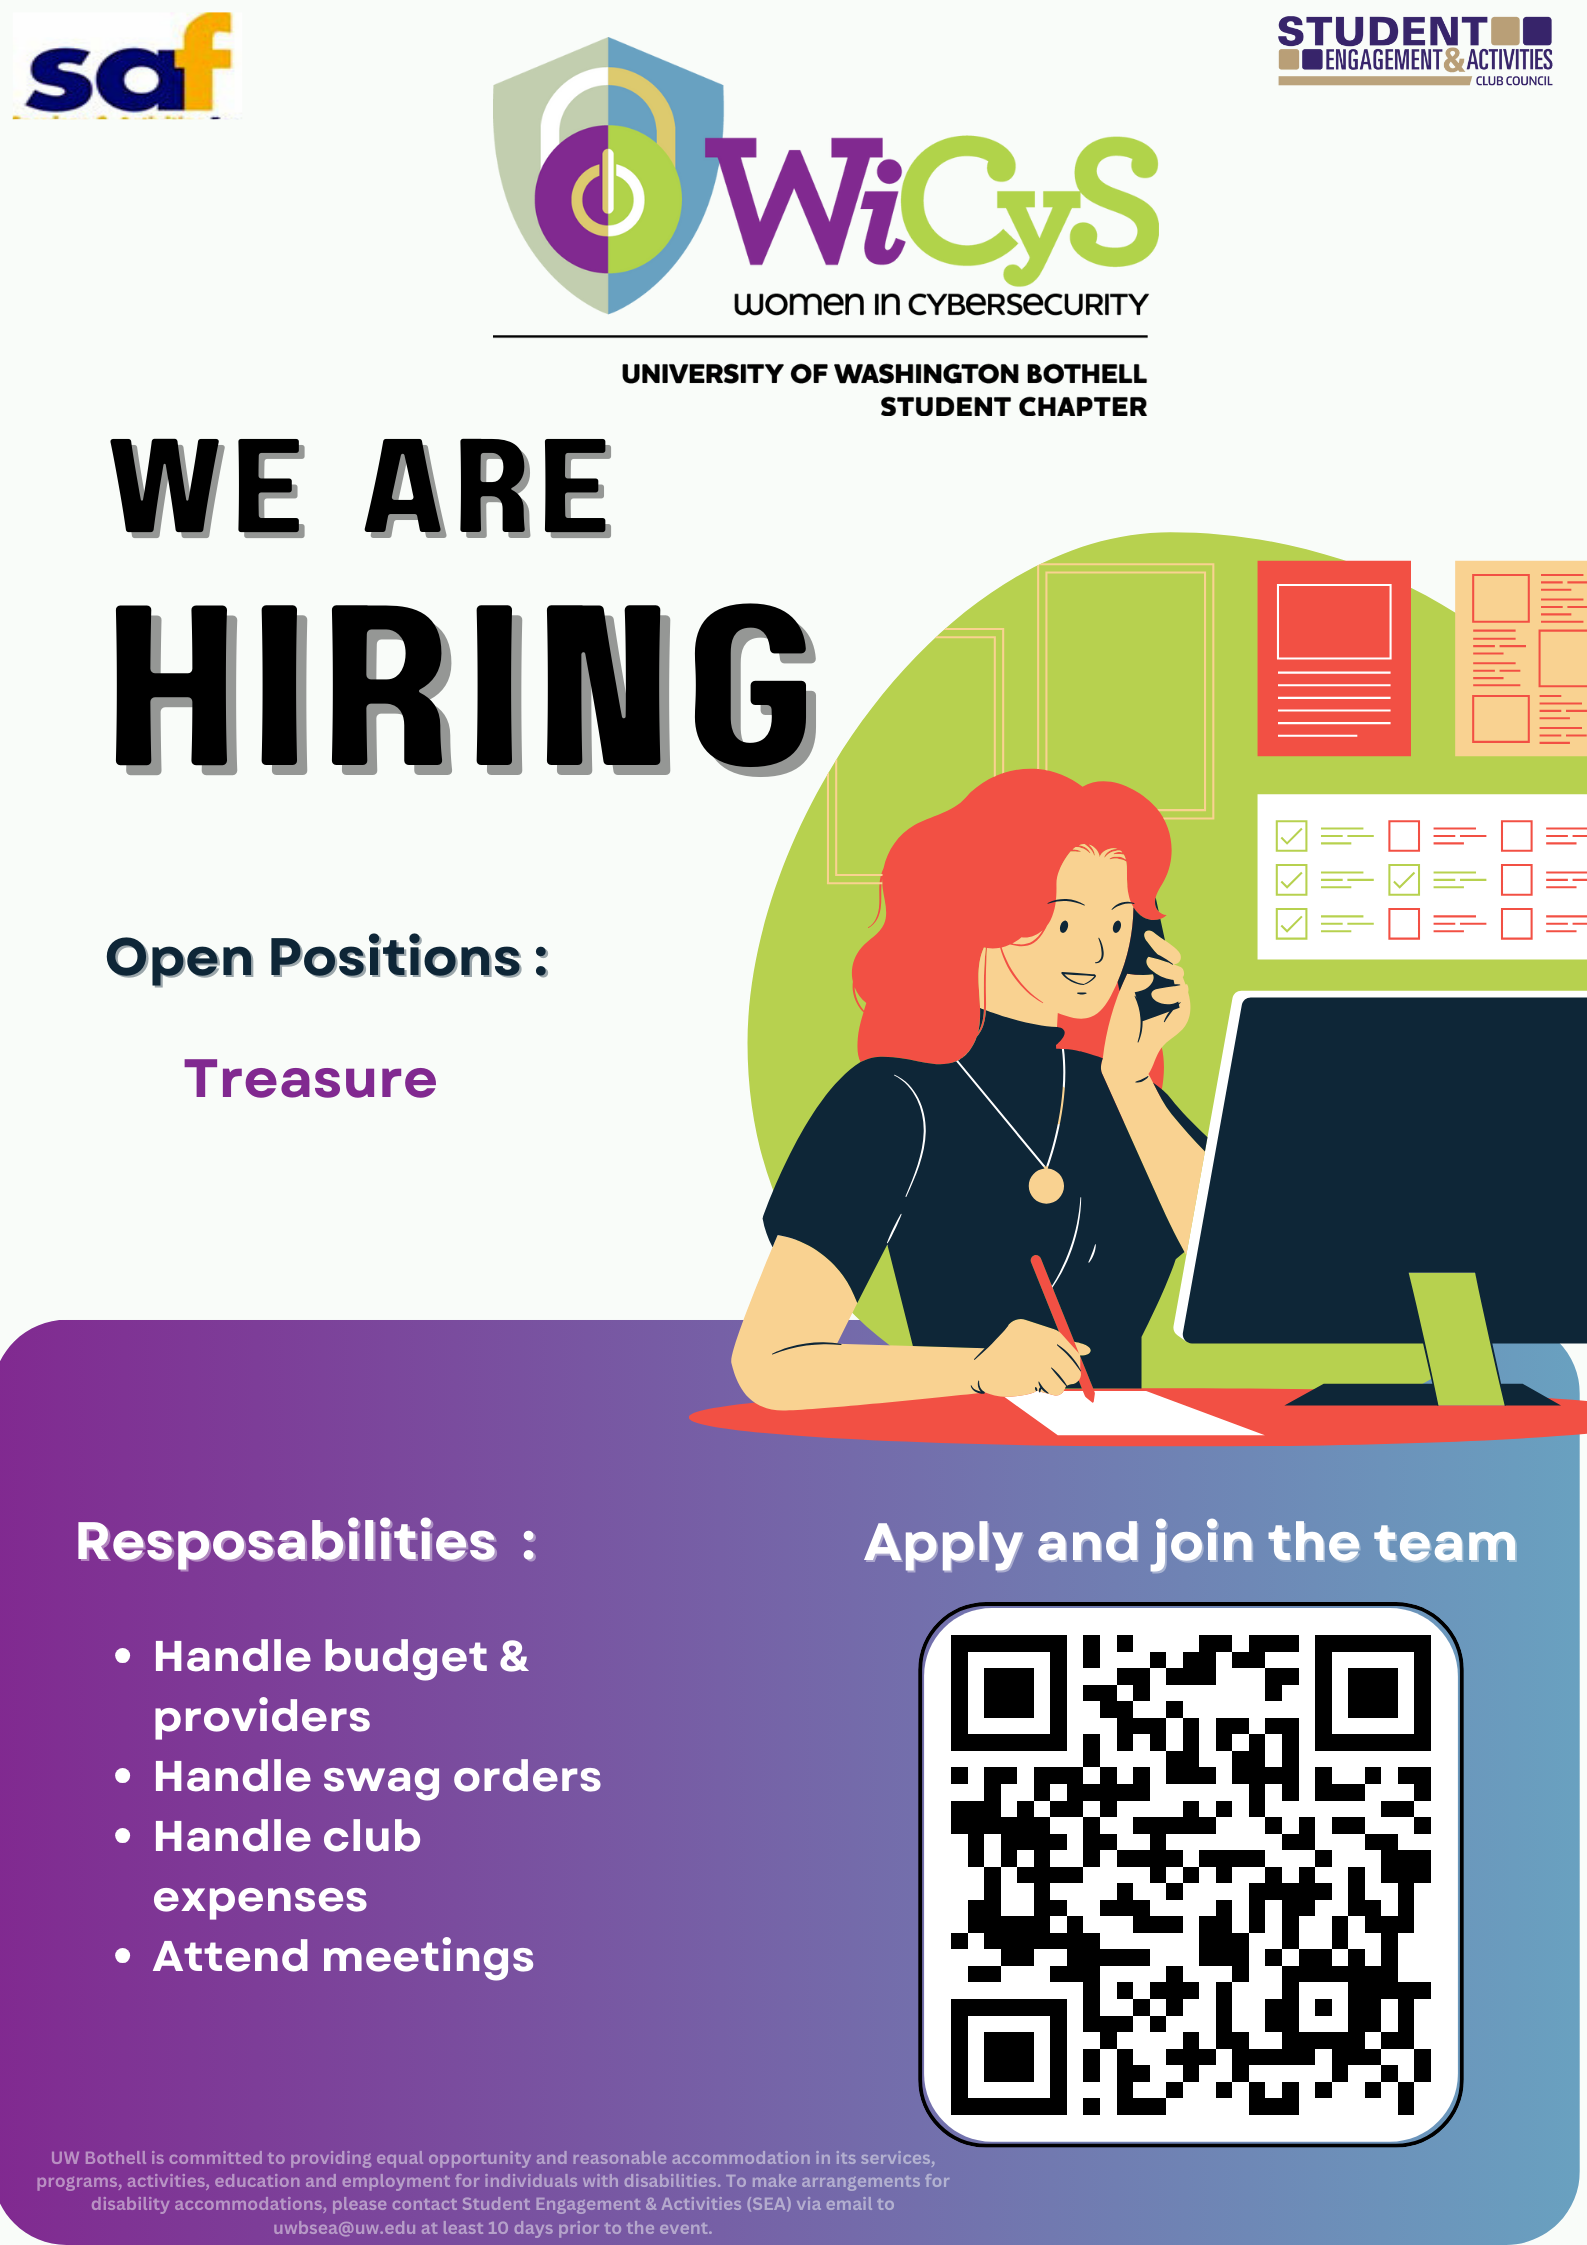 saf
STUDENT
ENGAGEMENT & ACTIVITIES
CLUB COUNCIL
WiCyS
women in cybersecurity
UNIVERSITY OF WASHINGTON BOTHELL
STUDENT CHAPTER
WE ARE
HIRING
Open Positions :
Treasure
Resposabilities :
• Handle budget &
providers
• Handle swag orders
• Handle club
expenses
• Attend meetings
Apply and join the team
UW Bothell is committed to providing equal opportunity and reasonable accommodation in its services,
programs, activities, education and employment for individuals with disabilities. To make arrangements for
disability accommodations, please contact Student Engagement & Activities (SEA) via email to
uwbsea@uw.edu at least 10 days prior to the event.